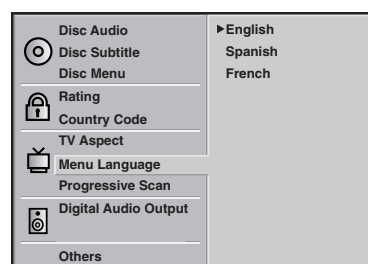 Disc Audio
Disc Subtitle
Disc Menu
Rating
Country Code
TV Aspect
Menu Language
Progressive Scan
Digital Audio Output
Others
English
Spanish
French